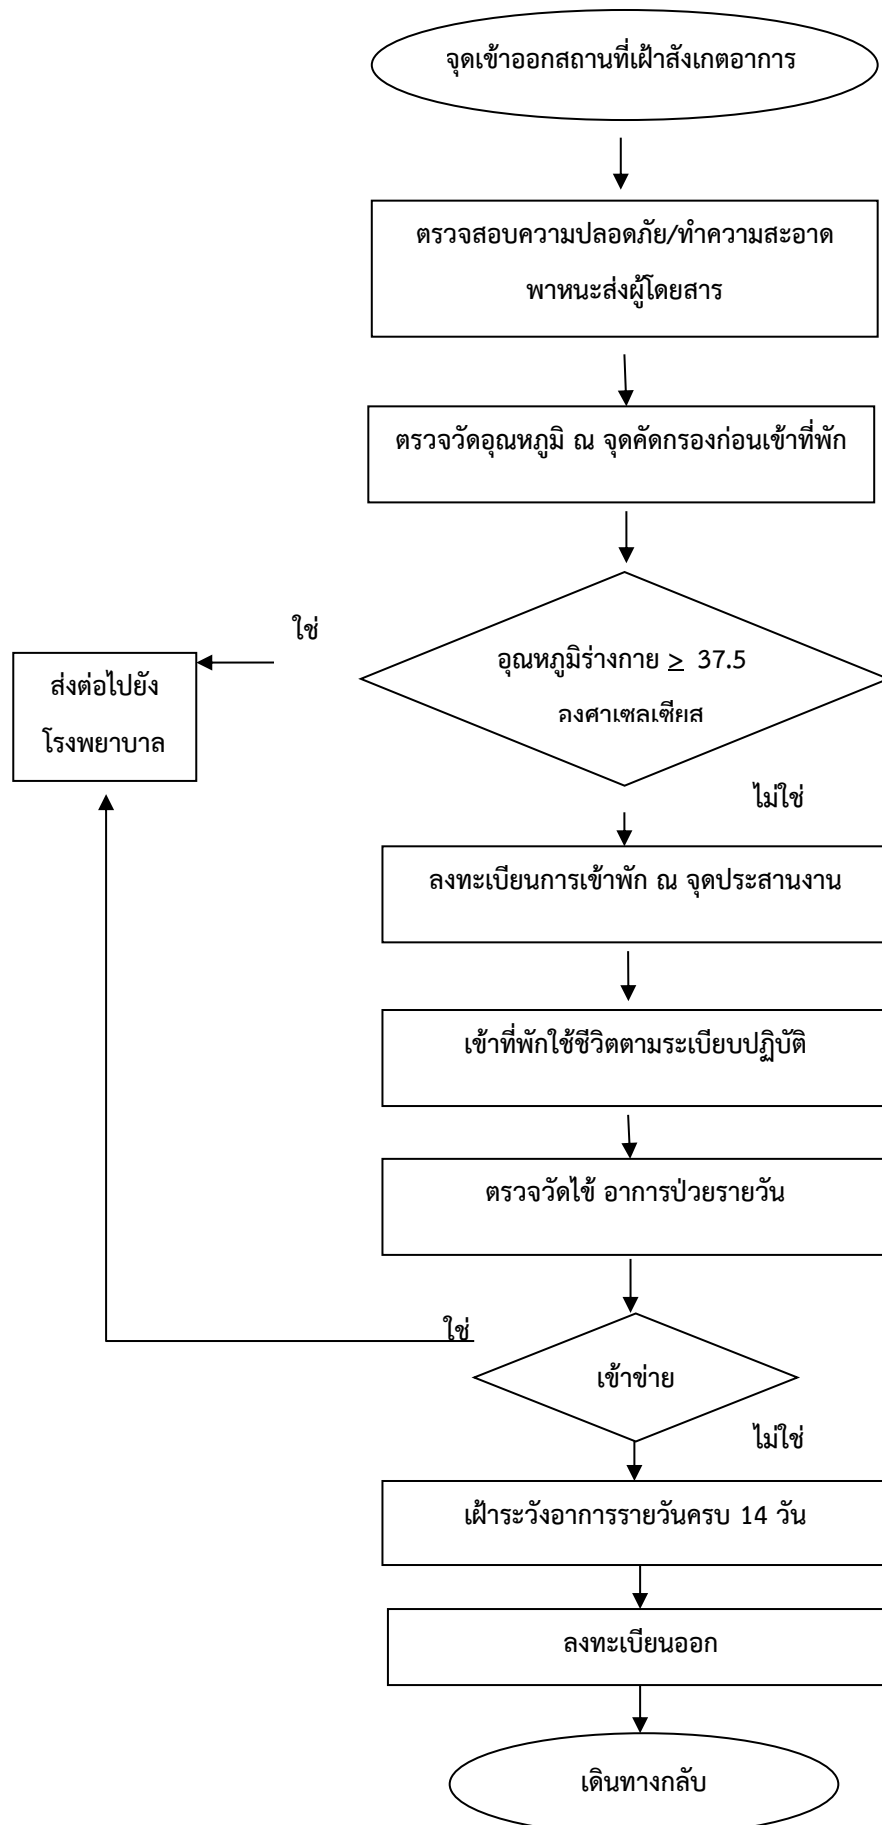 จุดเข้าออกสถานที่เฝ้าสังเกตอาการ
ตรวจสอบความปลอดภัย/ทำความสะอาด
พาหนะส่งผู้โดยสาร
ตรวจวัดอุณหภูมิ ณ จุดคัดกรองก่อนเข้าที่พัก
ใช่
ส่งต่อไปยัง
โรงพยาบาล
อุณหภูมิร่างกาย ≥ 37.5
องศาเซลเซียส
ไม่ใช่
ลงทะเบียนการเข้าพัก ณ จุดประสานงาน
เข้าที่พักใช้ชีวิตตามระเบียบปฏิบัติ
ตรวจวัดไข้ อาการป่วยรายวัน
ใช่
เข้าข่าย
ไม่ใช่
เฝ้าระวังอาการรายวันครบ 14 วัน
ลงทะเบียนออก
เดินทางกลับ